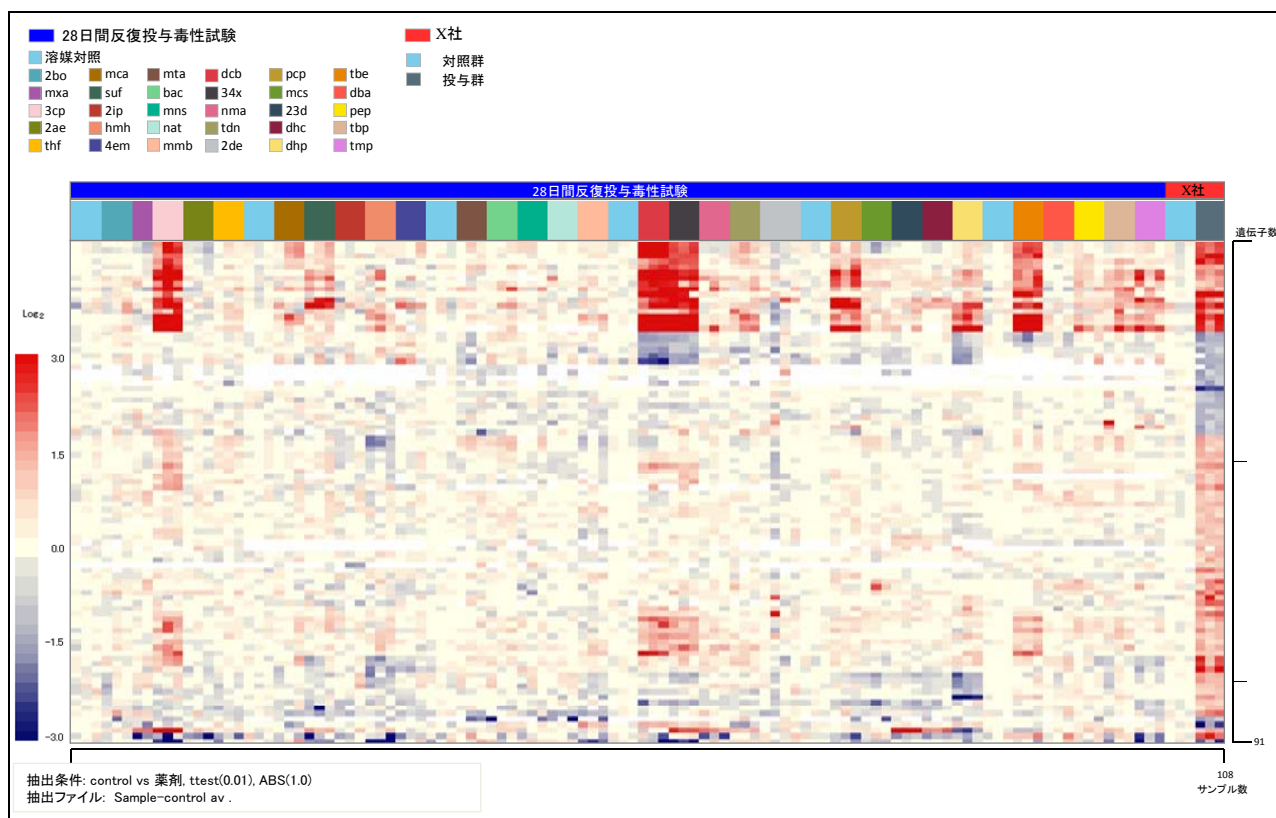 28日間反復投与毒性試験
X社
溶媒対照
対照群
投与群
2bo mca mta dcb pcp tbe
mxa suf bac 34x mcs dba
3cp 2ip mns nma 23d pep
2ae hmh nat tdn dhc tbp
thf 4em mmb 2de dhp tmp
28日間反復投与毒性試験
X社
遺伝子数
Log2
3.0
1.5
0.0
−1.5
−3.0
91
108
サンプル数
抽出条件: control vs 薬剤, ttest(0.01), ABS(1.0)
抽出ファイル: Sample-control av .